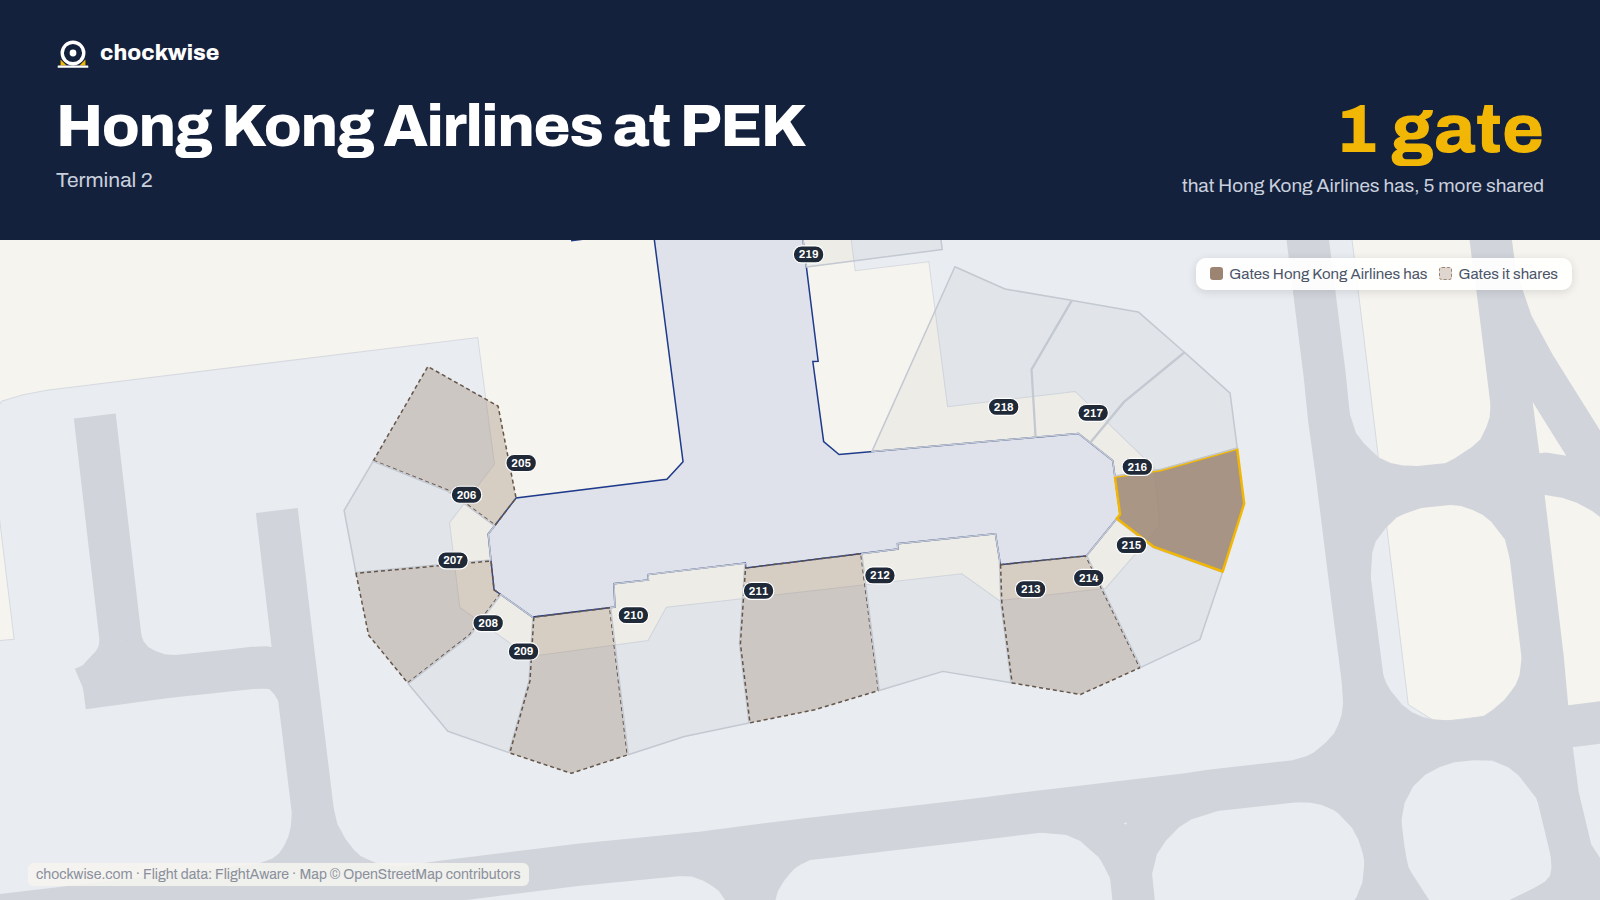 chockwise
Hong Kong Airlines at PEK
Terminal 2
1 gate
that Hong Kong Airlines has, 5 more shared
219
Gates Hong Kong Airlines has
Gates it shares
218
217
205
216
206
215
207
212
214
211
213
210
208
209
chockwise.com · Flight data: FlightAware · Map © OpenStreetMap contributors